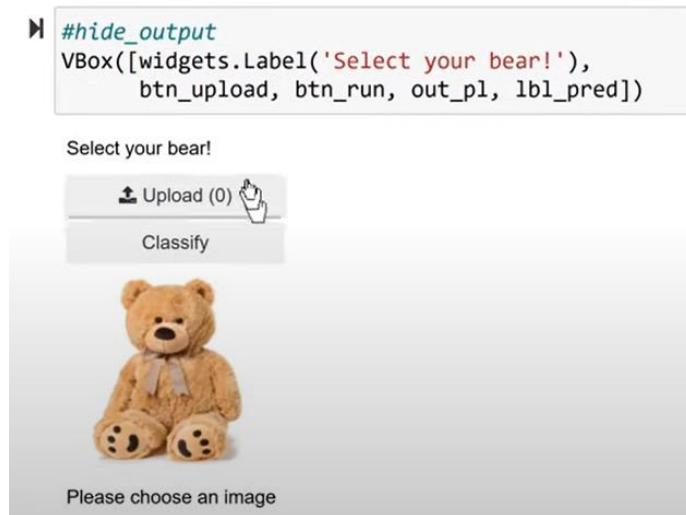 #hide_output
VBox([widgets.Label('Select your bear!'),
btn_upload, btn_run, out_pl, lbl_pred])
Select your bear!
Upload (0)
Classify
Please choose an image